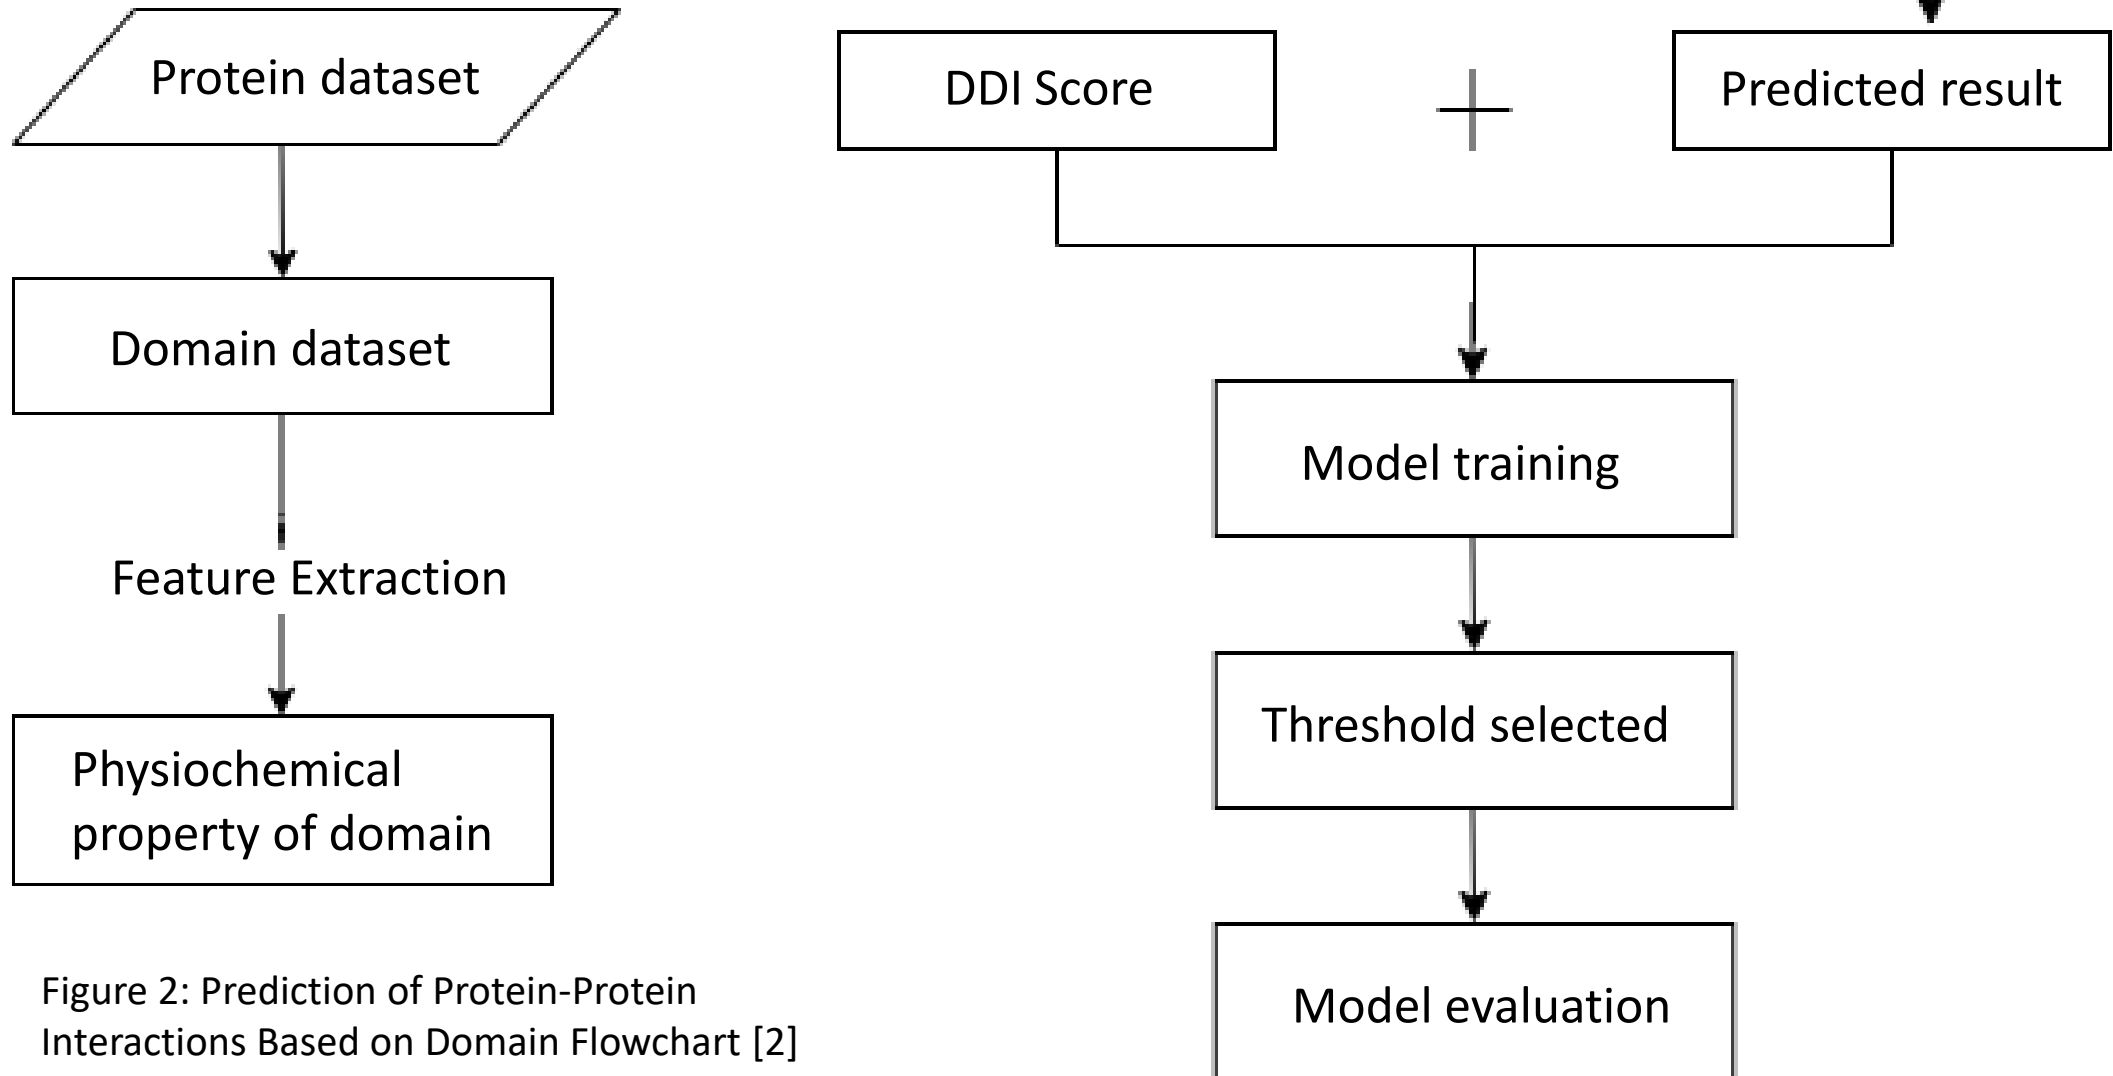 Protein dataset
Domain dataset
Feature Extraction
Physiochemical
property of domain
Figure 2: Prediction of Protein-Protein
Interactions Based on Domain Flowchart [2]
DDI Score
Predicted result
Model training
Threshold selected
Model evaluation